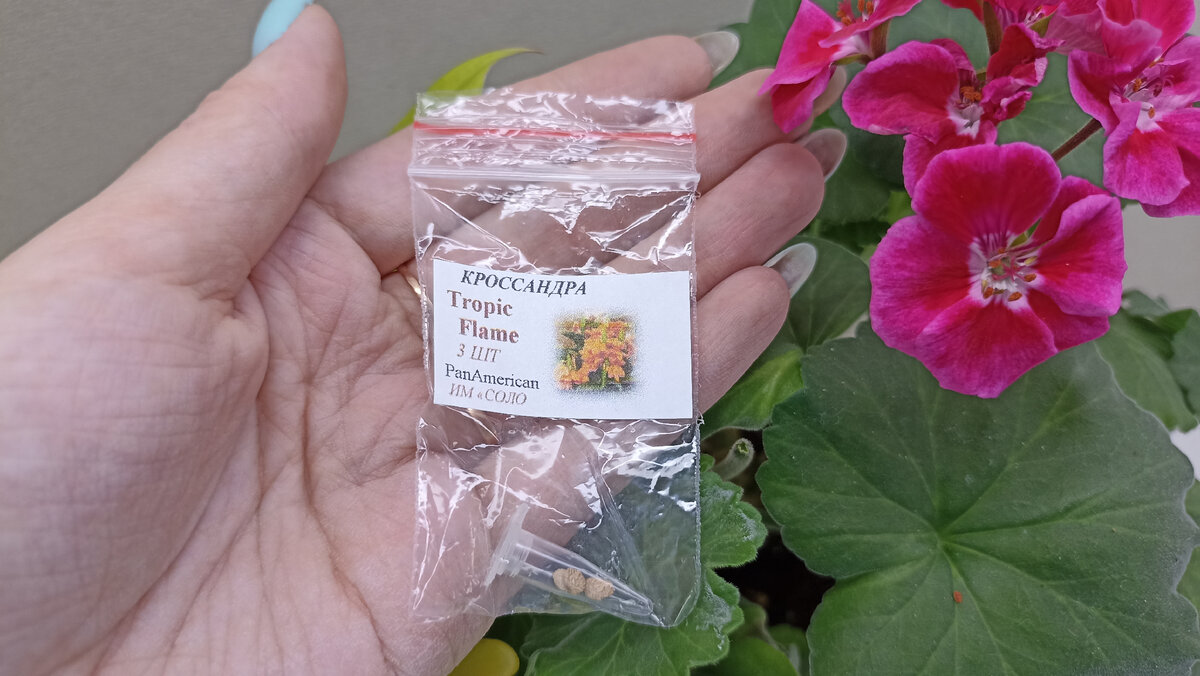 КРОССАНДРА
Tropic
Flame
3 ШТ
PanAmerican
ИМ «СОЛО